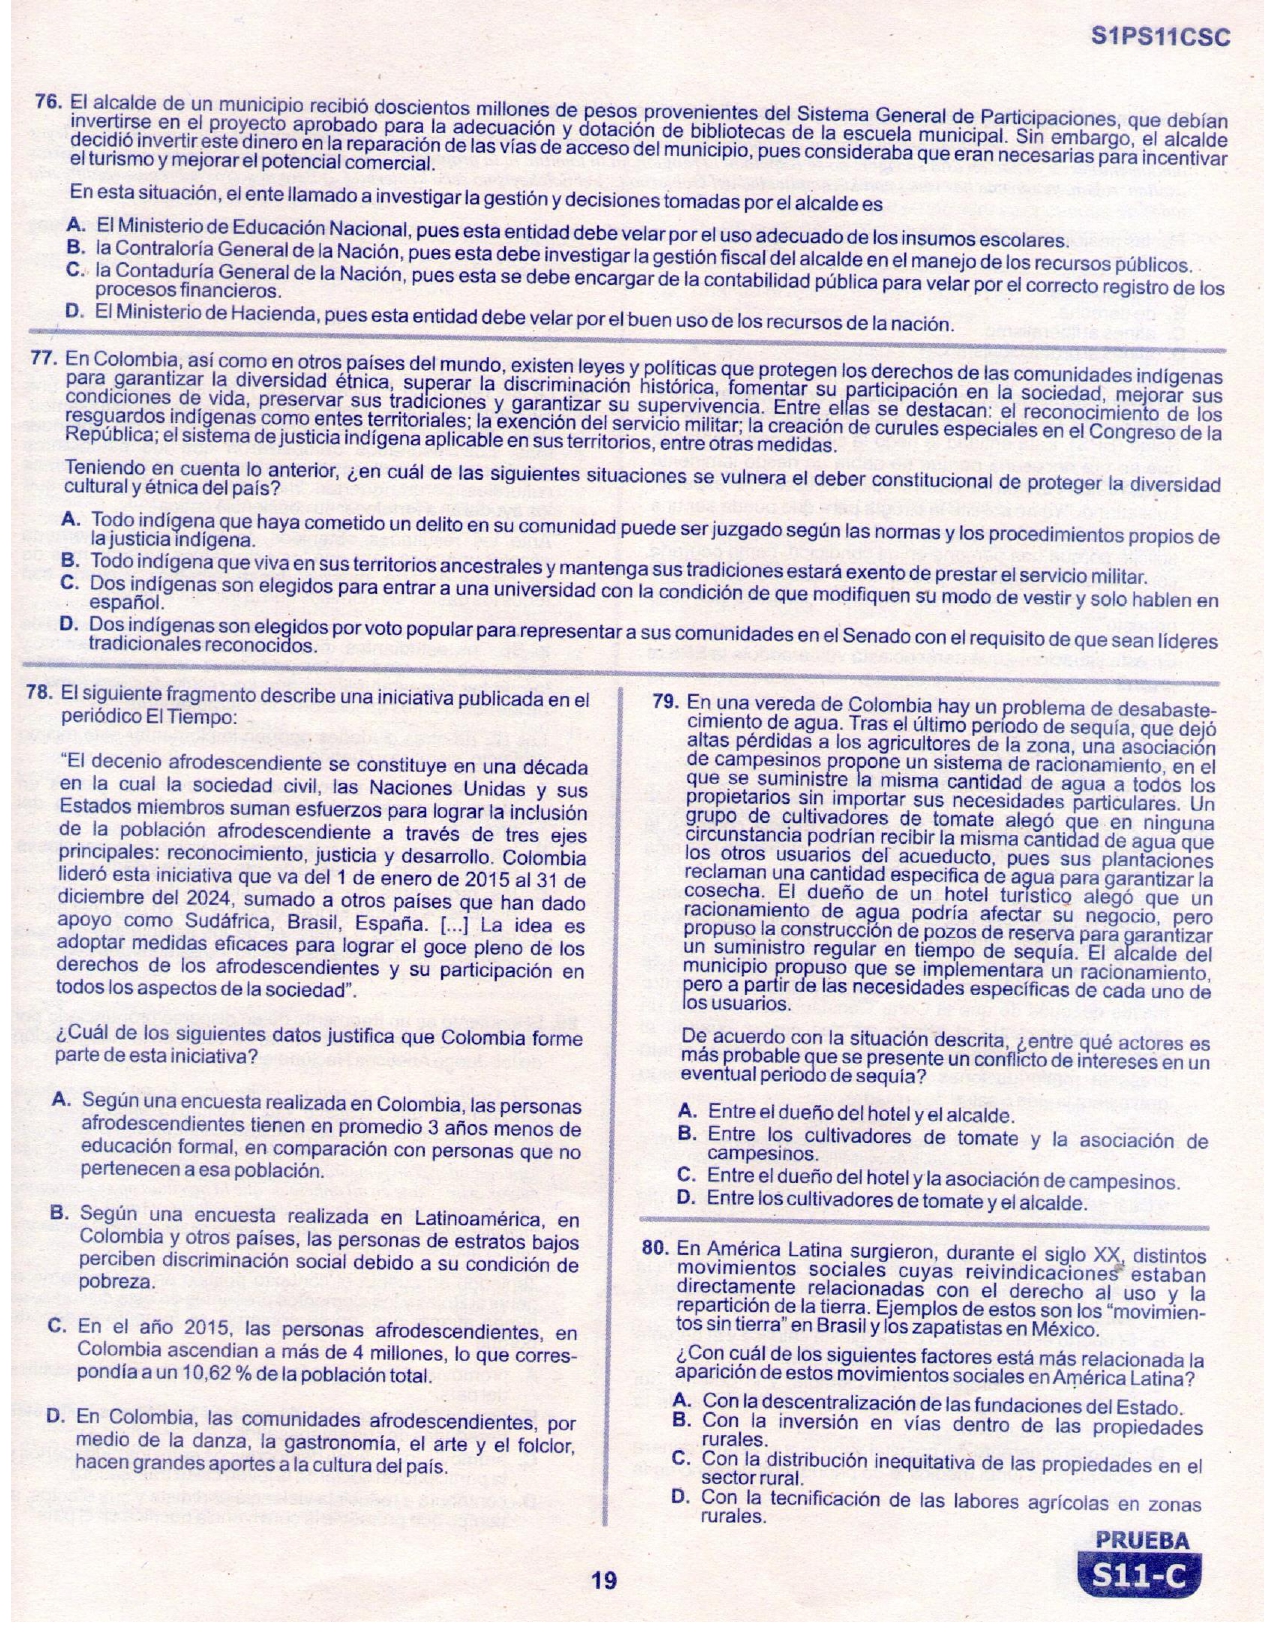 S1PS11CSC
76. El alcalde de un municipio recibió doscientos millones de pesos provenientes del Sistema General de Participaciones, que debían
invertirse en el proyecto aprobado para la adecuación y dotación de bibliotecas de la escuela municipal. Sin embargo, el alcalde
decidió invertir este dinero en la reparación de las vías de acceso del municipio, pues consideraba que eran necesarias para incentivar
el turismo y mejorar el potencial comercial.
En esta situación, el ente llamado a investigar la gestión y decisiones tomadas por el alcalde es
A. El Ministerio de Educación Nacional, pues esta entidad debe velar por el uso adecuado de los insumos escolares.
B. la Contraloría General de la Nación, pues esta debe investigar la gestión fiscal del alcalde en el manejo de los recursos públicos.
C. la Contaduría General de la Nación, pues esta se debe encargar de la contabilidad pública para velar por el correcto registro de los
procesos financieros.
D. El Ministerio de Hacienda, pues esta entidad debe velar por el buen uso de los recursos de la nación.
77. En Colombia, así como en otros países del mundo, existen leyes y políticas que protegen los derechos de las comunidades indígenas
para garantizar la diversidad étnica, superar la discriminación histórica, fomentar su participación en la sociedad, mejorar sus
condiciones de vida, preservar sus tradiciones y garantizar su supervivencia. Entre ellas se destacan: el reconocimiento de los
resguardos indígenas como entes territoriales; la exención del servicio militar; la creación de curules especiales en el Congreso de la
República; el sistema de justicia indígena aplicable en sus territorios, entre otras medidas.
Teniendo en cuenta lo anterior, ¿en cuál de las siguientes situaciones se vulnera el deber constitucional de proteger la diversidad
cultural y étnica del país?
A. Todo indígena que haya cometido un delito en su comunidad puede ser juzgado según las normas y los procedimientos propios de
la justicia indígena.
B. Todo indígena que viva en sus territorios ancestrales y mantenga sus tradiciones estará exento de prestar el servicio militar.
C. Dos indígenas son elegidos para entrar a una universidad con la condición de que modifiquen su modo de vestir y solo hablen en
español.
D. Dos indígenas son elegidos por voto popular para representar a sus comunidades en el Senado con el requisito de que sean líderes
tradicionales reconocidos.
78. El siguiente fragmento describe una iniciativa publicada en el
periódico El Tiempo:
“El decenio afrodescendiente se constituye en una década
en la cual la sociedad civil, las Naciones Unidas y sus
Estados miembros suman esfuerzos para lograr la inclusión
de la población afrodescendiente a través de tres ejes
principales: reconocimiento, justicia y desarrollo. Colombia
lideró esta iniciativa que va del 1 de enero de 2015 al 31 de
diciembre del 2024, sumado a otros países que han dado
apoyo como Sudáfrica, Brasil, España. [...] La idea es
adoptar medidas eficaces para lograr el goce pleno de los
derechos de los afrodescendientes y su participación en
todos los aspectos de la sociedad”.
¿Cuál de los siguientes datos justifica que Colombia forme
parte de esta iniciativa?
A. Según una encuesta realizada en Colombia, las personas
afrodescendientes tienen en promedio 3 años menos de
educación formal, en comparación con personas que no
pertenecen a esa población.
B. Según una encuesta realizada en Latinoamérica, en
Colombia y otros países, las personas de estratos bajos
perciben discriminación social debido a su condición de
pobreza.
C. En el año 2015, las personas afrodescendientes, en
Colombia ascendian a más de 4 millones, lo que corres-
pondía a un 10,62 % de la población total.
D. En Colombia, las comunidades afrodescendientes, por
medio de la danza, la gastronomía, el arte y el folclor,
hacen grandes aportes a la cultura del país.
79. En una vereda de Colombia hay un problema de desabaste-
cimiento de agua. Tras el último periodo de sequía, que dejó
altas pérdidas a los agricultores de la zona, una asociación
de campesinos propone un sistema de racionamiento, en el
que se suministre la misma cantidad de agua a todos los
propietarios sin importar sus necesidades particulares. Un
grupo de cultivadores de tomate alegó que en ninguna
circunstancia podrían recibir la misma cantidad de agua que
los otros usuarios del acueducto, pues sus plantaciones
reclaman una cantidad especifica de agua para garantizar la
cosecha. El dueño de un hotel turístico alegó que un
racionamiento de agua podría afectar su negocio, pero
propuso la construcción de pozos de reserva para garantizar
un suministro regular en tiempo de sequía. El alcalde del
municipio propuso que se implementara un racionamiento,
pero a partir de las necesidades específicas de cada uno de
los usuarios.
De acuerdo con la situación descrita, ¿entre qué actores es
más probable que se presente un conflicto de intereses en un
eventual periodo de sequía?
A. Entre el dueño del hotel y el alcalde.
B. Entre los cultivadores de tomate y la asociación de
campesinos.
C. Entre el dueño del hotel y la asociación de campesinos.
D. Entre los cultivadores de tomate y el alcalde.
80. En América Latina surgieron, durante el siglo XX, distintos
movimientos sociales cuyas reivindicaciones estaban
directamente relacionadas con el derecho al uso y la
repartición de la tierra. Ejemplos de estos son los “movimien-
tos sin tierra” en Brasil y los zapatistas en México.
¿Con cuál de los siguientes factores está más relacionada la
aparición de estos movimientos sociales en América Latina?
A. Con la descentralización de las fundaciones del Estado.
B. Con la inversión en vías dentro de las propiedades
rurales.
C. Con la distribución inequitativa de las propiedades en el
sector rural.
D. Con la tecnificación de las labores agrícolas en zonas
rurales.
PRUEBA
S11-C
19